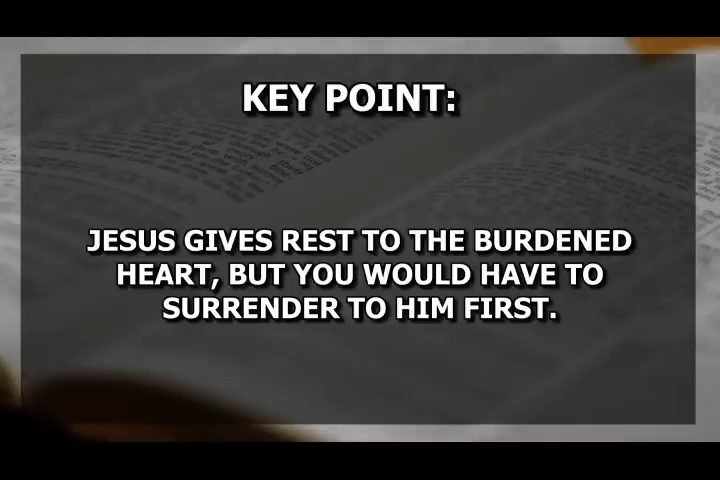 KEY POINT:
JESUS GIVES REST TO THE BURDENED
HEART, BUT YOU WOULD HAVE TO
SURRENDER TO HIM FIRST.